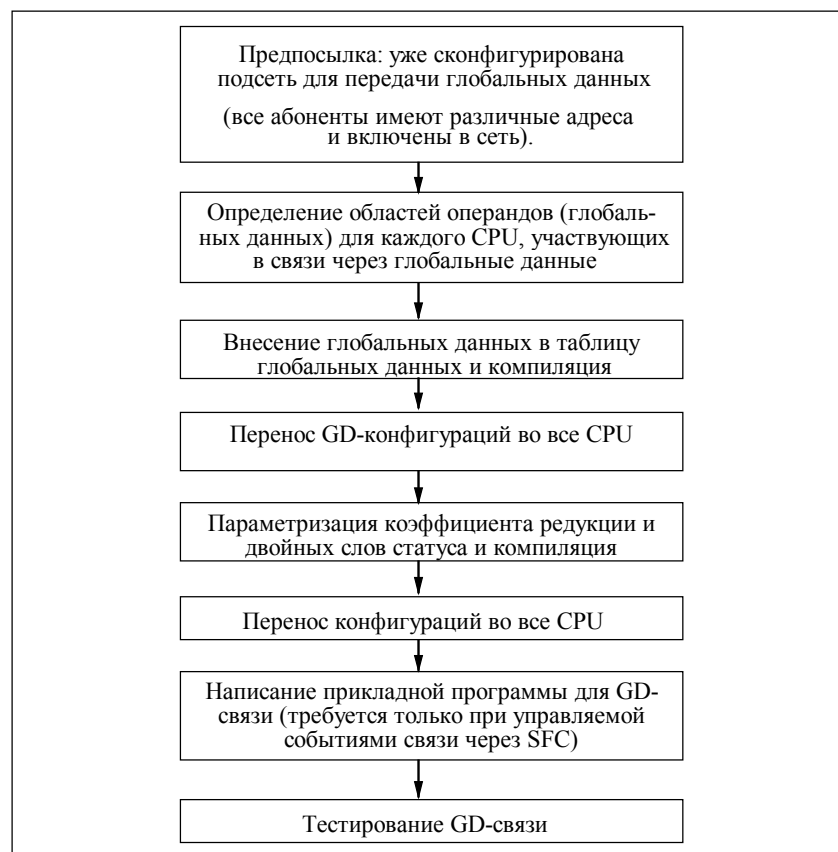 Предпосылка: уже сконфигурирована
подсеть для передачи глобальных данных
(все абоненты имеют различные адреса
и включены в сеть).
Определение областей операндов (глобаль-
ных данных) для каждого CPU, участвующих
в связи через глобальные данные
Внесение глобальных данных в таблицу
глобальных данных и компиляция
Перенос GD-конфигураций во все CPU
Параметризация коэффициента редукции и
двойных слов статуса и компиляция
Перенос конфигураций во все CPU
Написание прикладной программы для GD-
связи (требуется только при управляемой
событиями связи через SFC)
Тестирование GD-связи